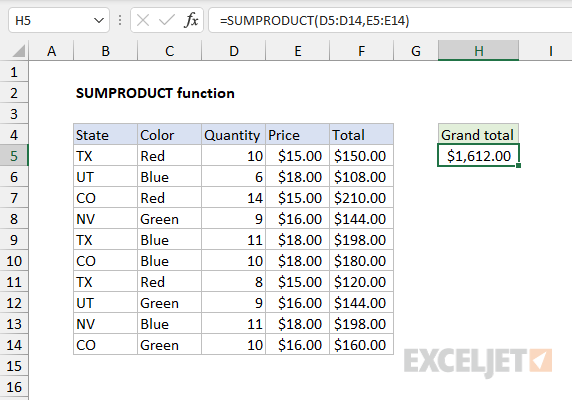 H5 fx =SUMPRODUCT(D5:D14,E5:E14)
A B C D E F G H I
1
2 SUMPRODUCT function
3
4 State Color Quantity Price Total Grand total
5 TX Red 10 $15.00 $150.00 $1,612.00
6 UT Blue 6 $18.00 $108.00
7 CO Red 14 $15.00 $210.00
8 NV Green 9 $16.00 $144.00
9 TX Blue 11 $18.00 $198.00
10 CO Blue 10 $18.00 $180.00
11 TX Red 8 $15.00 $120.00
12 UT Green 9 $16.00 $144.00
13 NV Blue 11 $18.00 $198.00
14 CO Green 10 $16.00 $160.00
15
16
EXCELJET